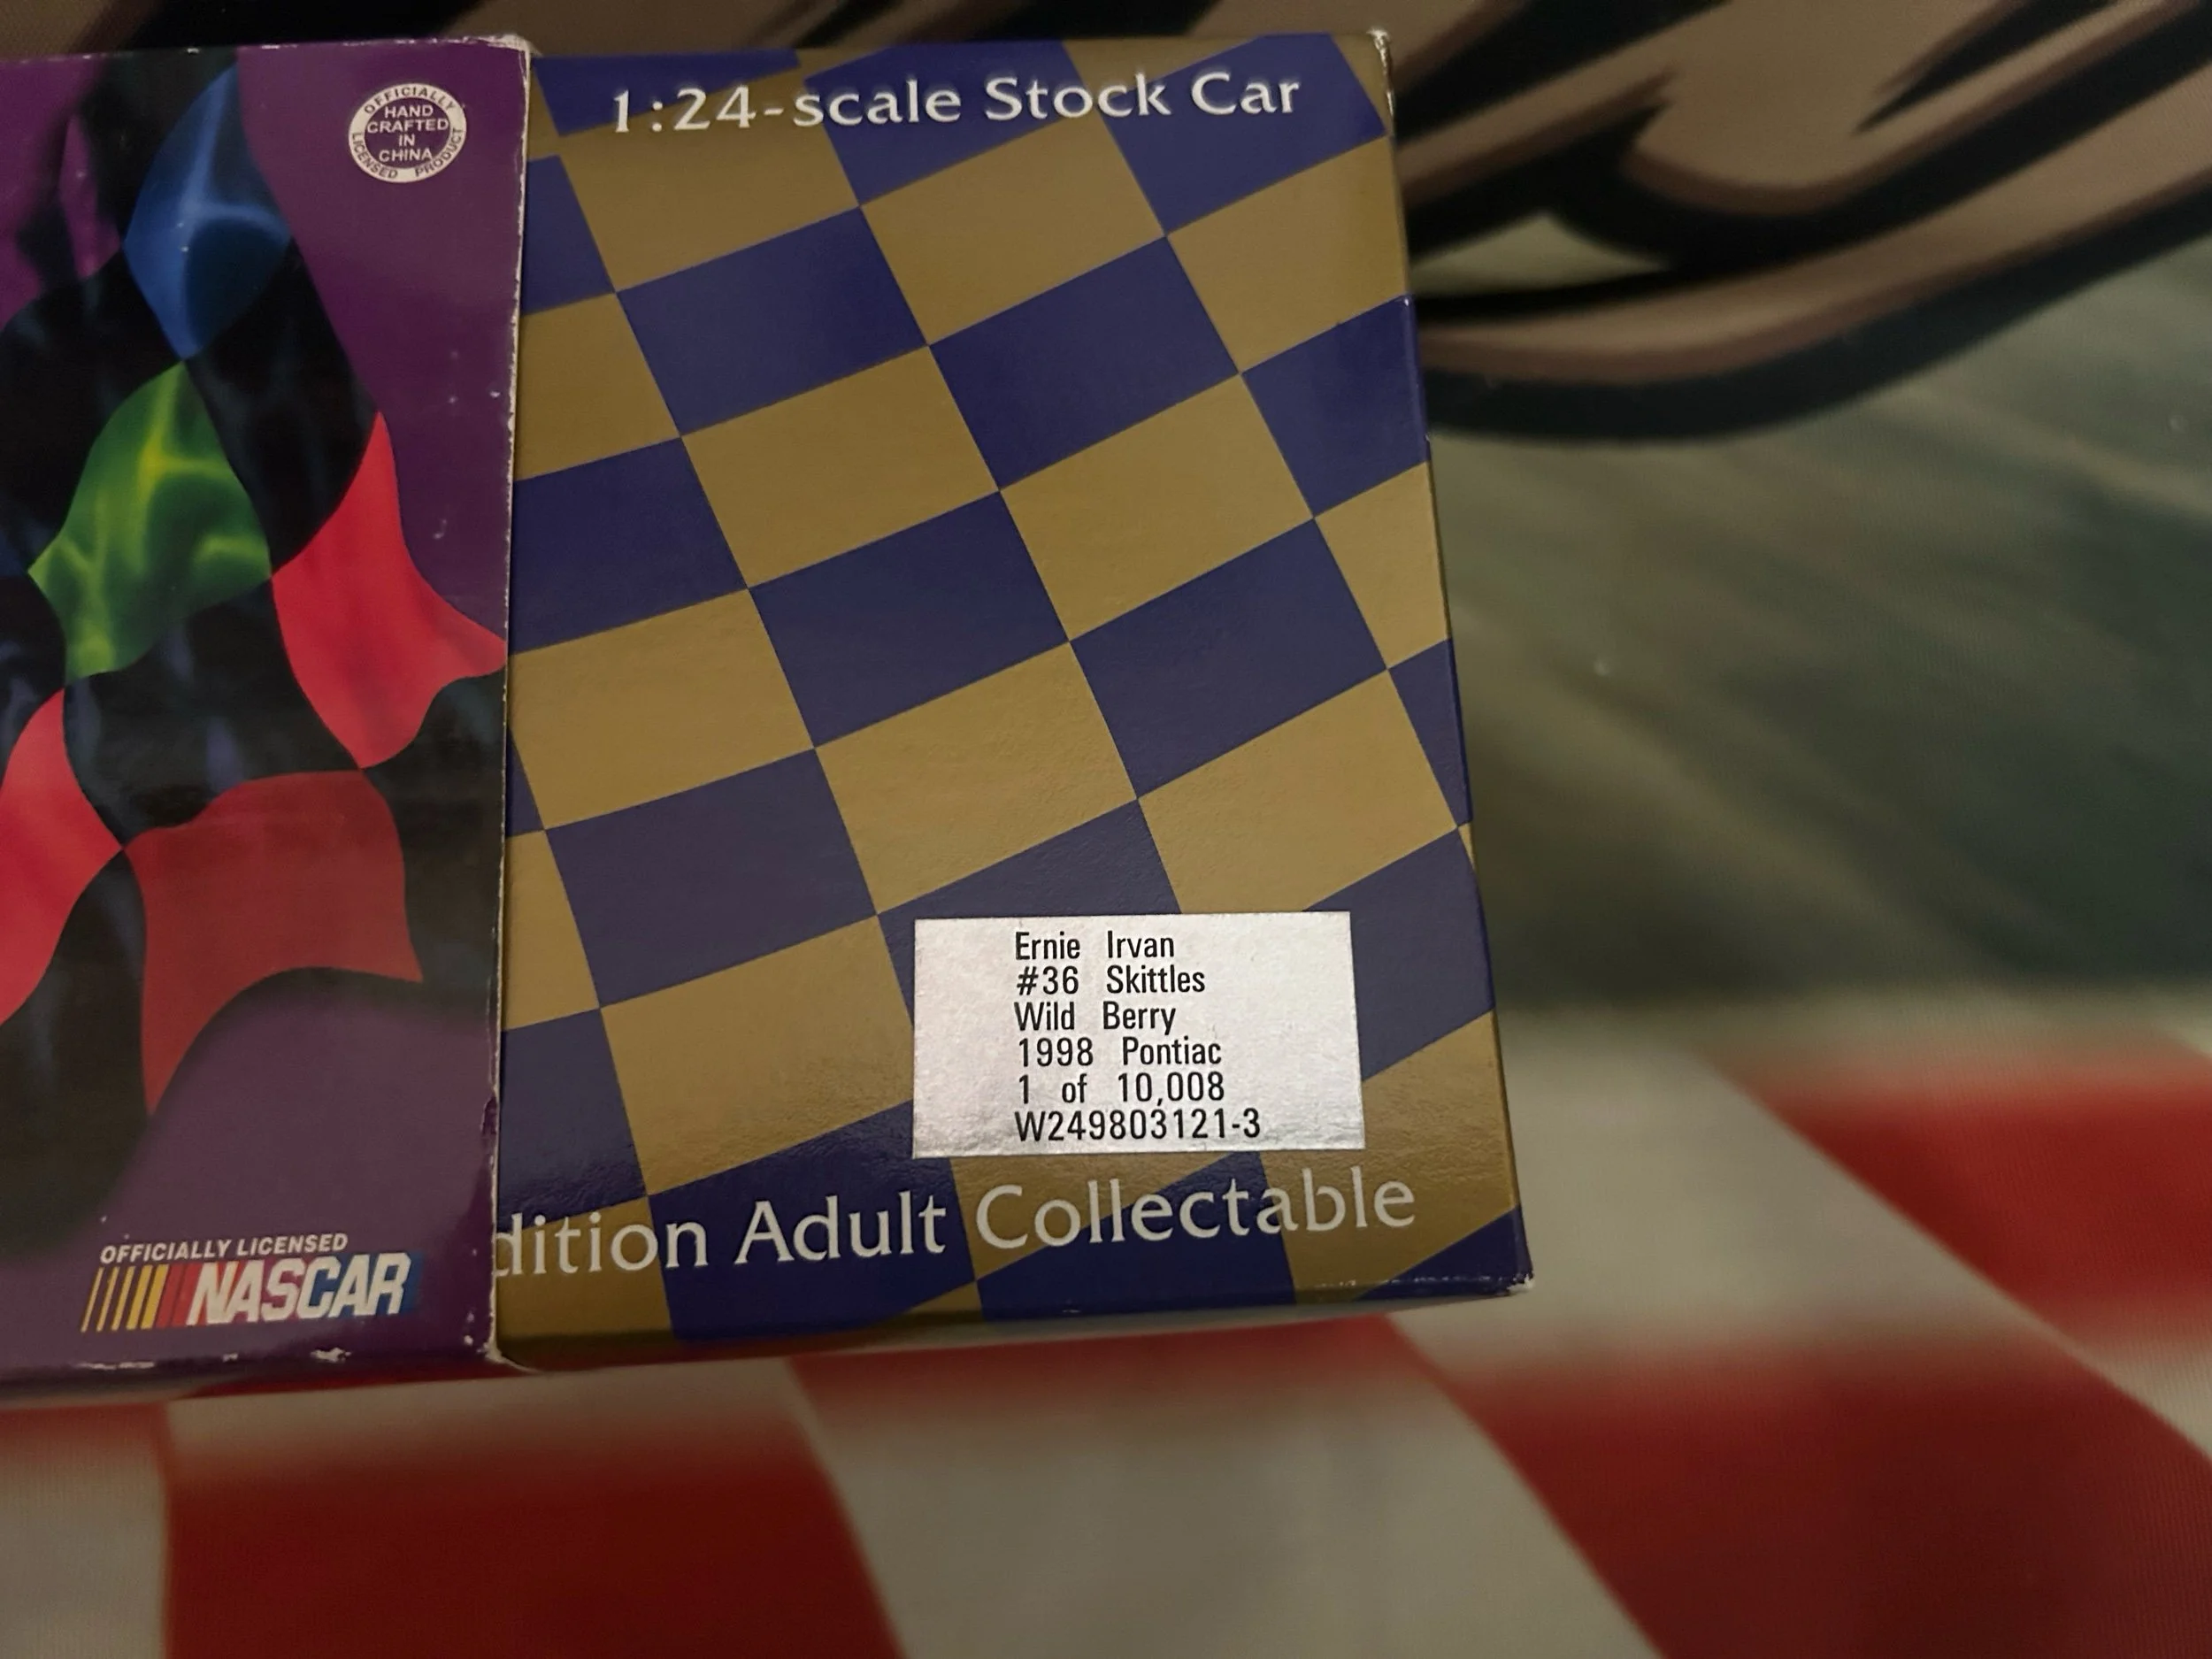 OFFICIALLY
HAND
CRAFTED
IN
CHINA
LICENSED PRODUCT
1:24-scale Stock Car
Ernie Irvan
#36 Skittles
Wild Berry
1998 Pontiac
1 of 10,008
W249803121-3
dition Adult Collectable
OFFICIALLY LICENSED
NASCAR